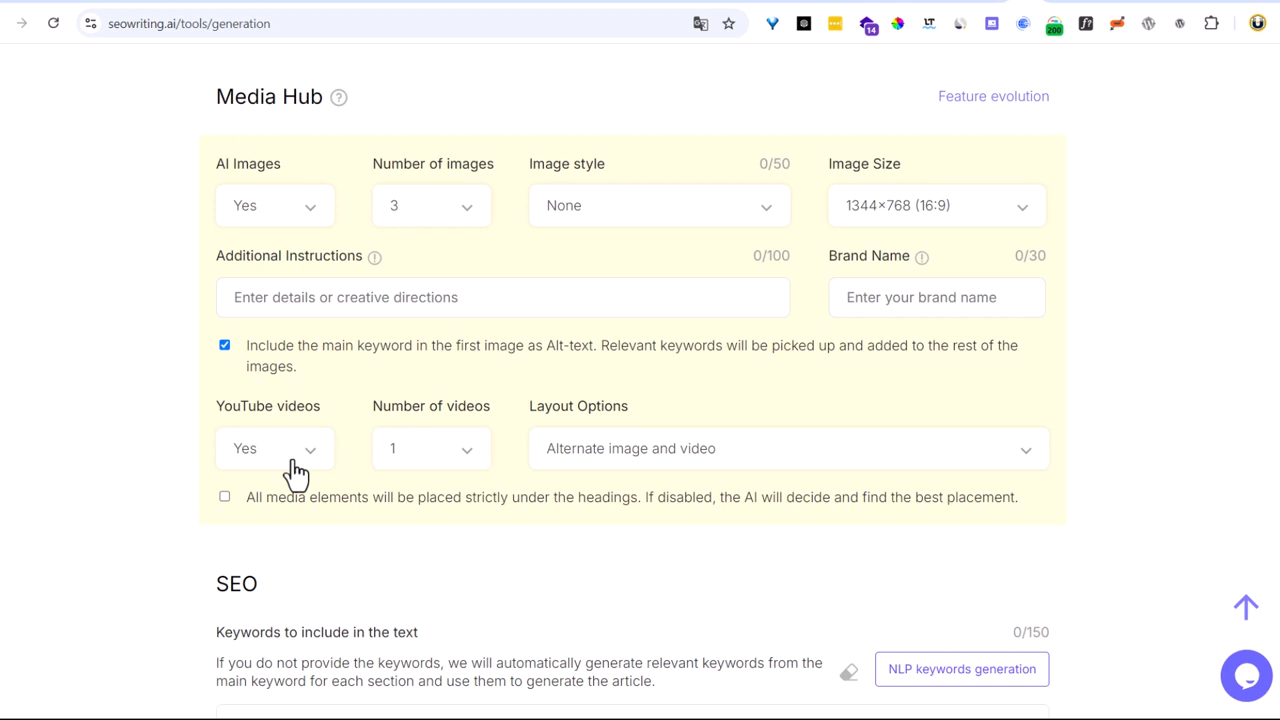 seowriting.ai/tools/generation
14
200
Media Hub
Feature evolution
AI Images Number of images Image style 0/50 Image Size
Yes 3 None 1344×768 (16:9)
Additional Instructions 0/100 Brand Name 0/30
Enter details or creative directions Enter your brand name
Include the main keyword in the first image as Alt-text. Relevant keywords will be picked up and added to the rest of the
images.
YouTube videos Number of videos Layout Options
Yes 1 Alternate image and video
All media elements will be placed strictly under the headings. If disabled, the AI will decide and find the best placement.
SEO
Keywords to include in the text 0/150
If you do not provide the keywords, we will automatically generate relevant keywords from the
main keyword for each section and use them to generate the article.
NLP keywords generation